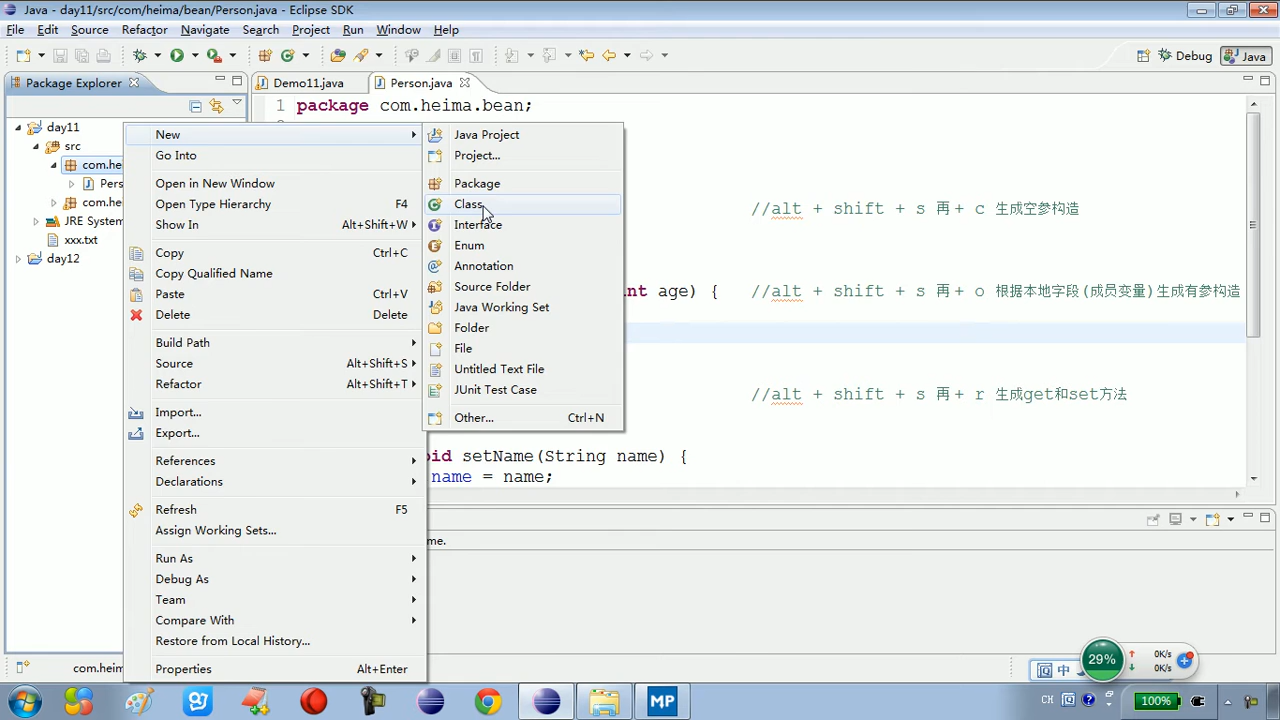 Java - day11/src/com/heima/bean/Person.java - Eclipse SDK
File Edit Source Refactor Navigate Search Project Run Window Help
Debug Java
Package Explorer
Demo11.java Person.java
1 package com.heima.bean;
day11
src
com.he
Pers
com.he
JRE System
xxx.txt
day12
New
Go Into
Open in New Window
Open Type Hierarchy F4
Show In Alt+Shift+W
Copy Ctrl+C
Copy Qualified Name
Paste Ctrl+V
Delete Delete
Build Path
Source Alt+Shift+S
Refactor Alt+Shift+T
Import...
Export...
References
Declarations
Refresh F5
Assign Working Sets...
Run As
Debug As
Team
Compare With
Restore from Local History...
Properties Alt+Enter
Java Project
Project...
Package
Class
Interface
Enum
Annotation
Source Folder
Java Working Set
Folder
File
Untitled Text File
JUnit Test Case
Other... Ctrl+N
//alt + shift + s 再+ c 生成空参构造
int age) { //alt + shift + s 再+ o 根据本地字段(成员变量)生成有参构造
//alt + shift + s 再+ r 生成get和set方法
oid setName(String name) {
name = name;
me.
com.heim
29% 0K/s
0K/s
中
MP
CH 100%